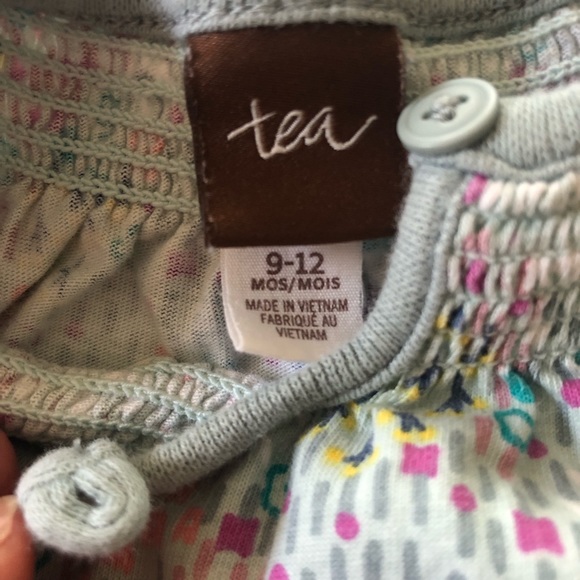 tea
9-12
MOS/MOIS
MADE IN VIETNAM
FABRIQUÉ AU
VIETNAM